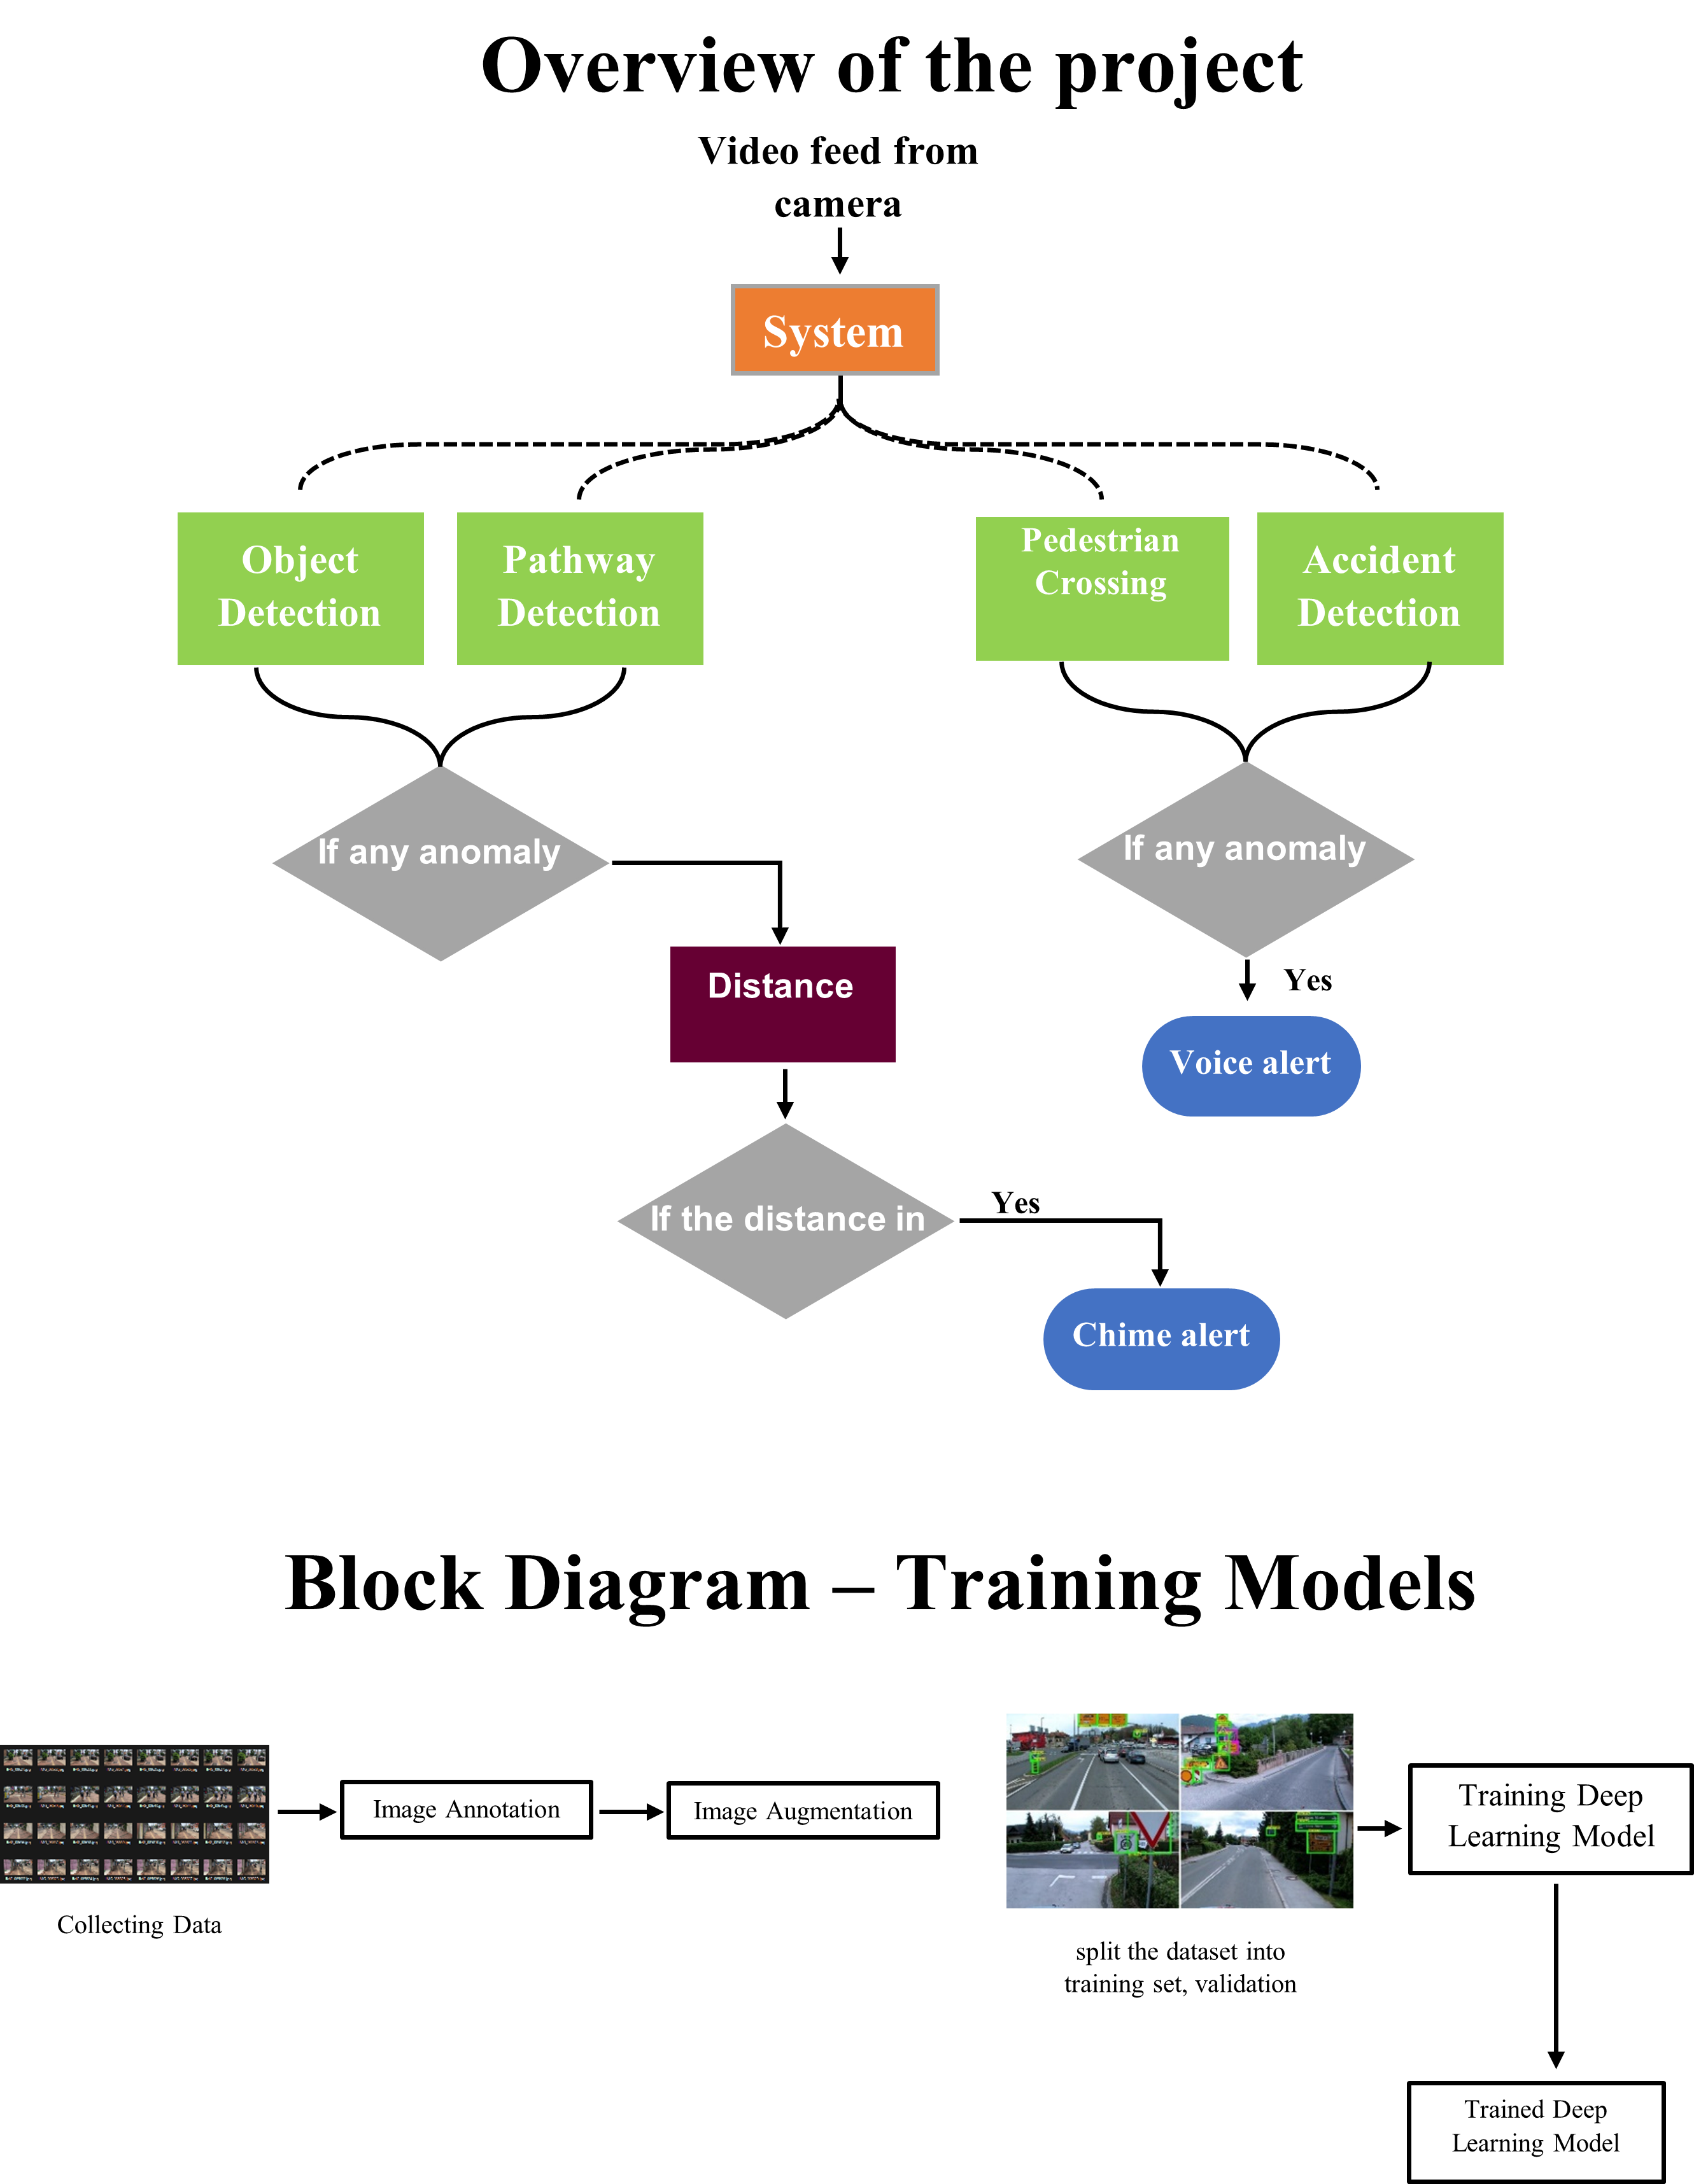 Overview of the project
Video feed from
camera
System
Object
Detection
Pathway
Detection
Pedestrian
Crossing
Accident
Detection
If any anomaly
If any anomaly
Distance
Yes
Voice alert
If the distance in
Yes
Chime alert
Block Diagram – Training Models
Image Annotation
Image Augmentation
Training Deep
Learning Model
Collecting Data
split the dataset into
training set, validation
Trained Deep
Learning Model